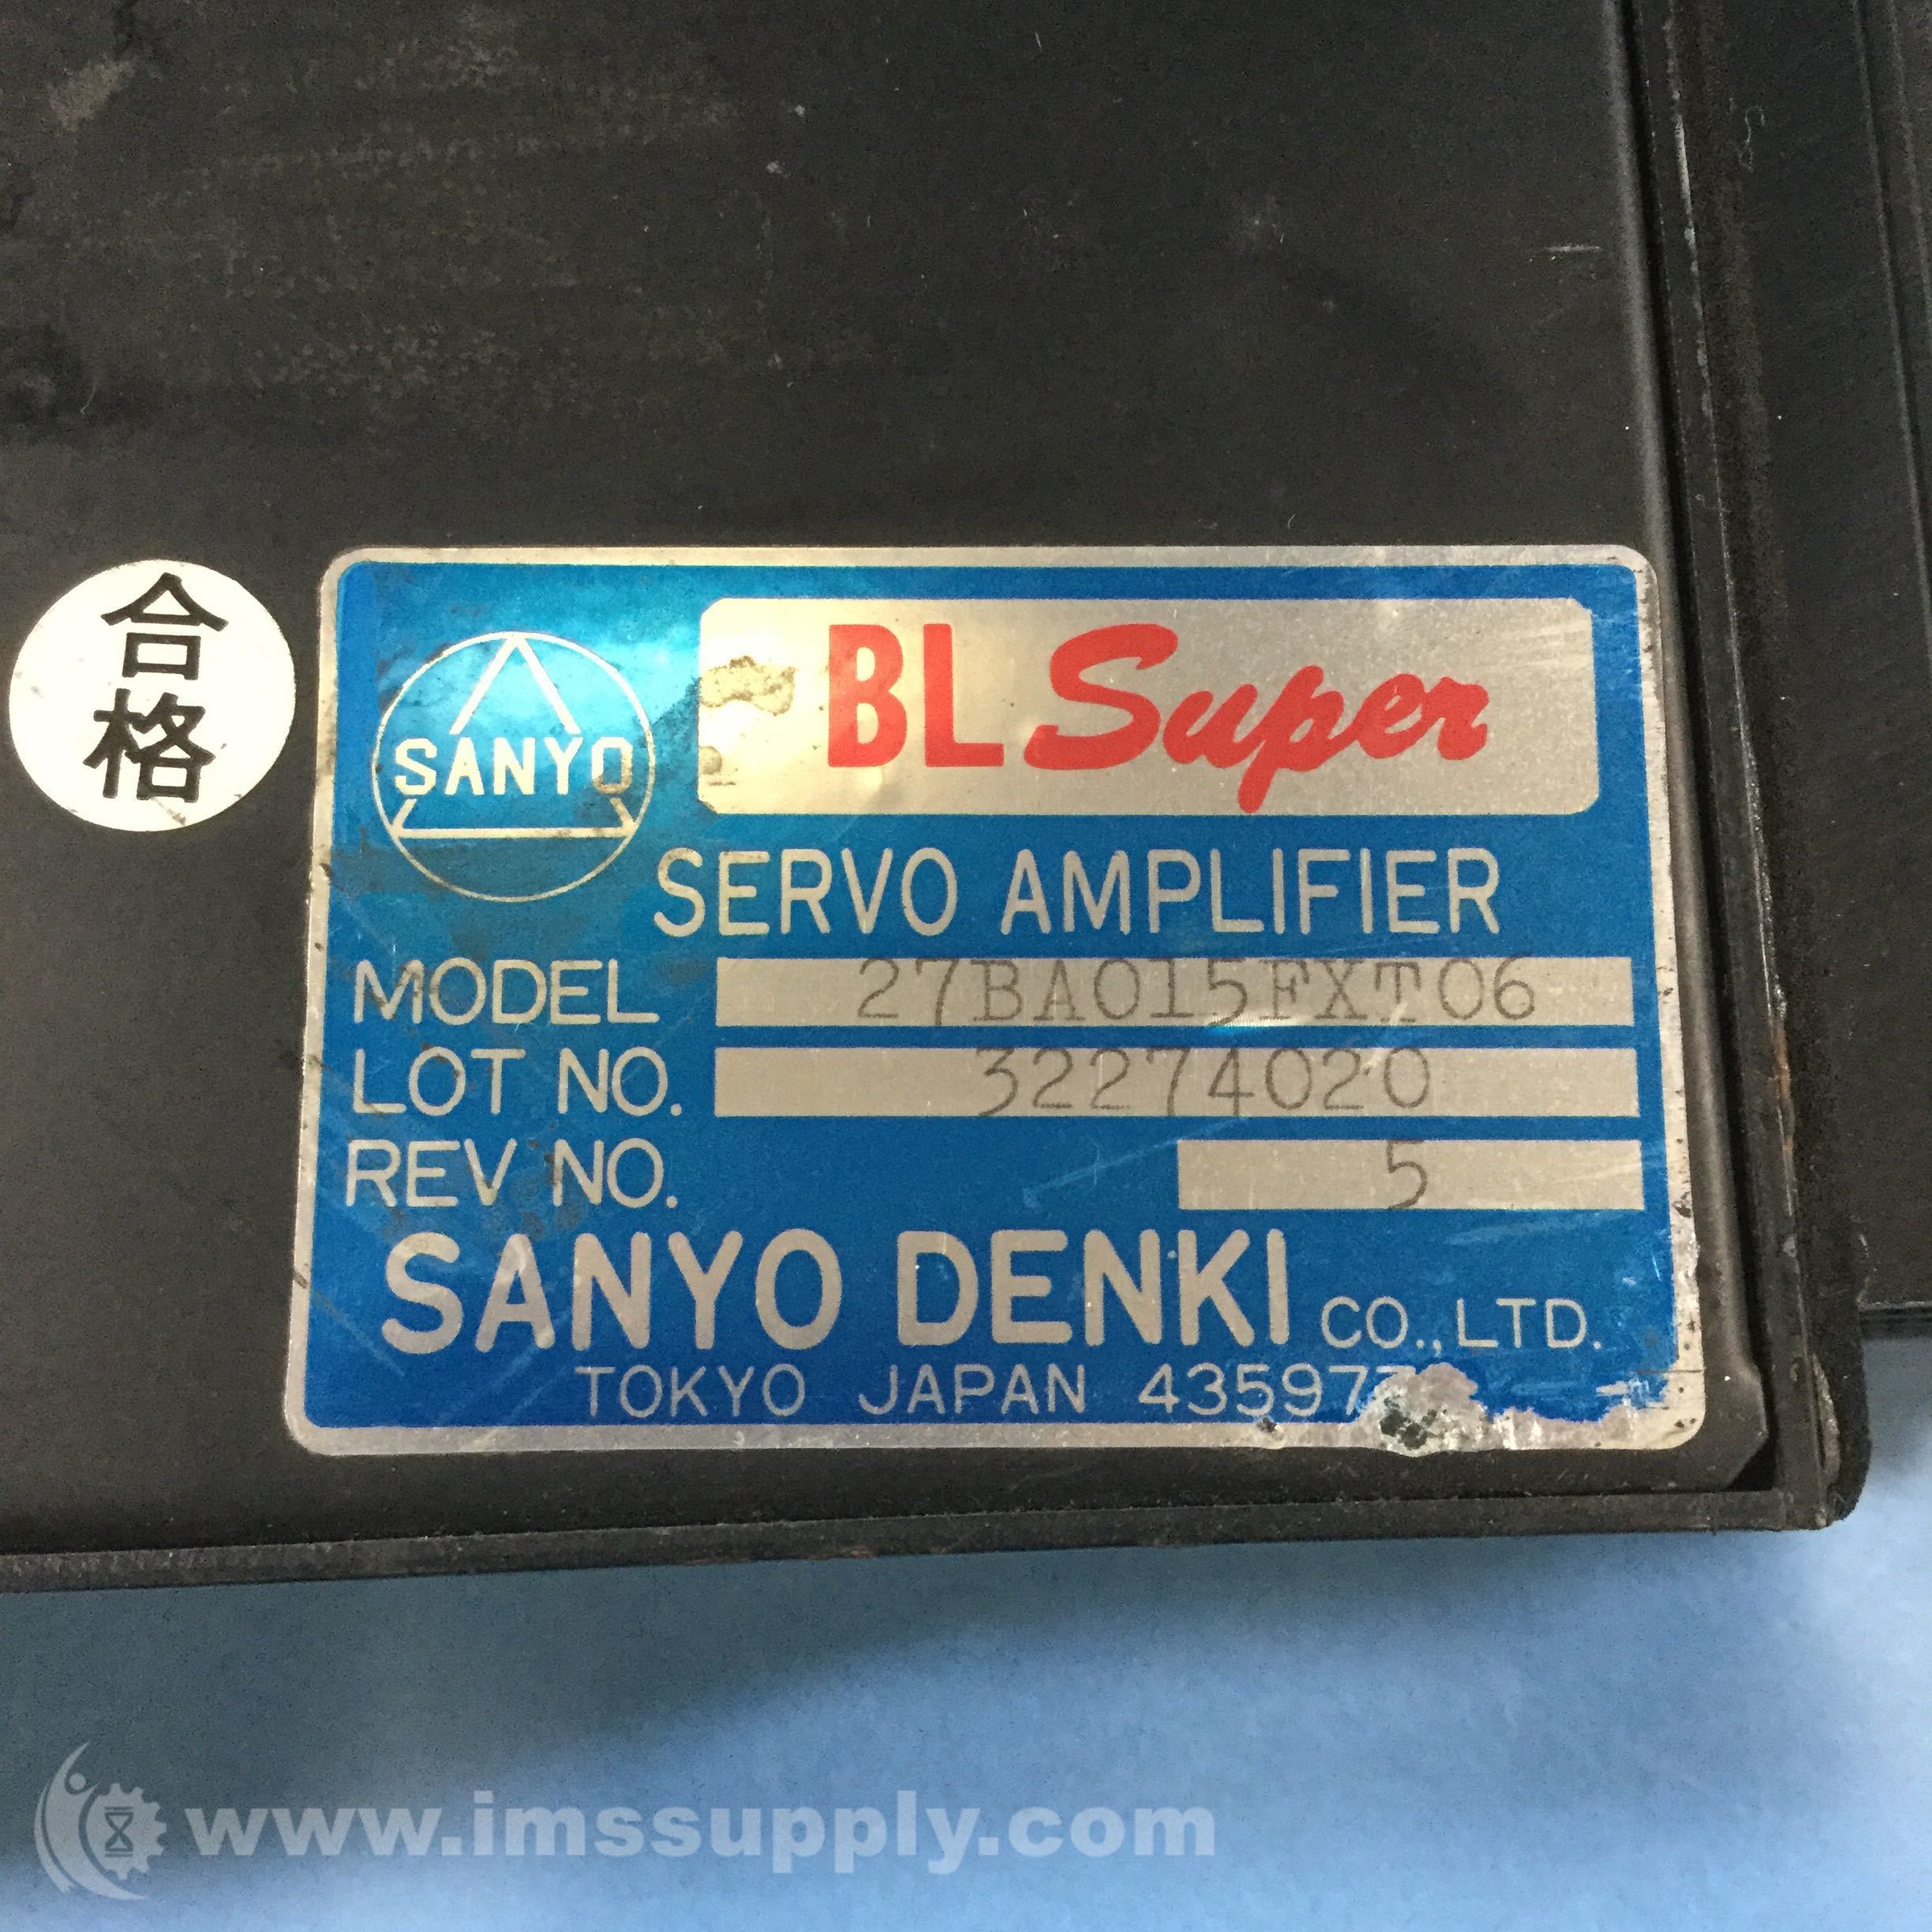 合格
SANYO
BL Super
SERVO AMPLIFIER
MODEL 27BA015FXT06
LOT NO. 32274020
REV NO. 5
SANYO DENKI CO., LTD.
TOKYO JAPAN
www.imssupply.com